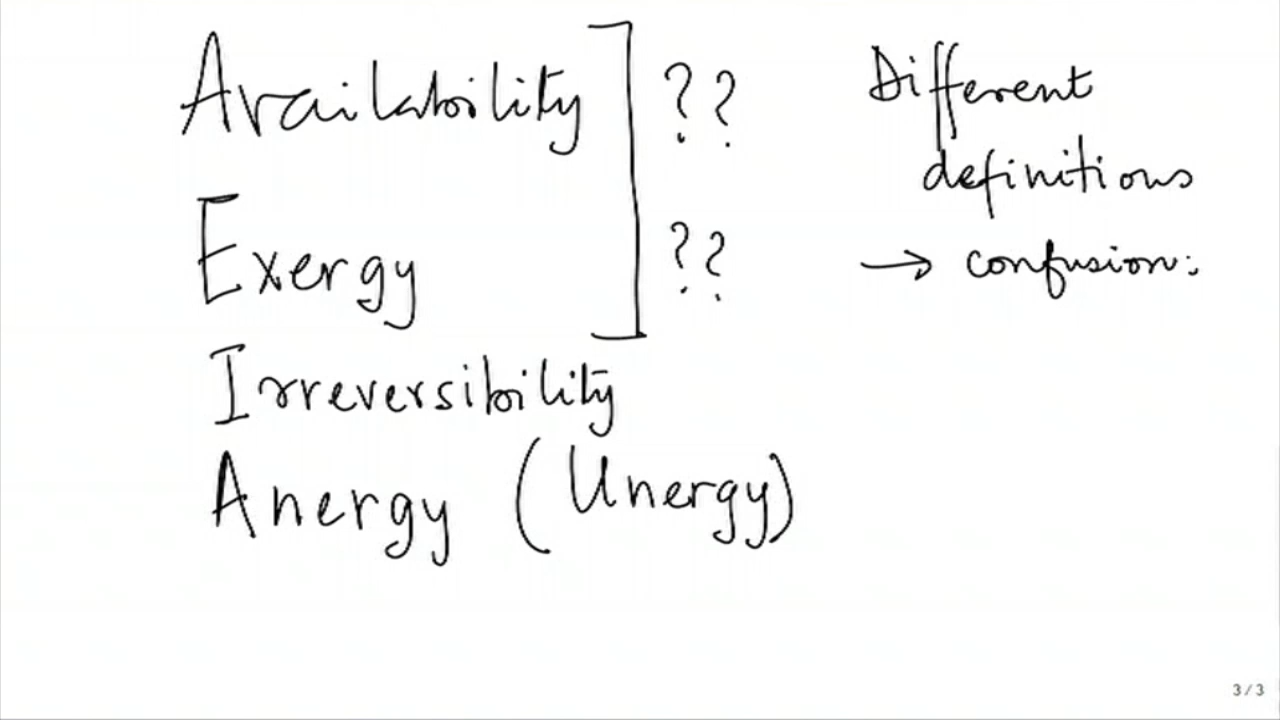 Availability ?? Different
definitions
Exergy ?? → confusion:
Irreversibility
Anergy (Unergy)
3/3